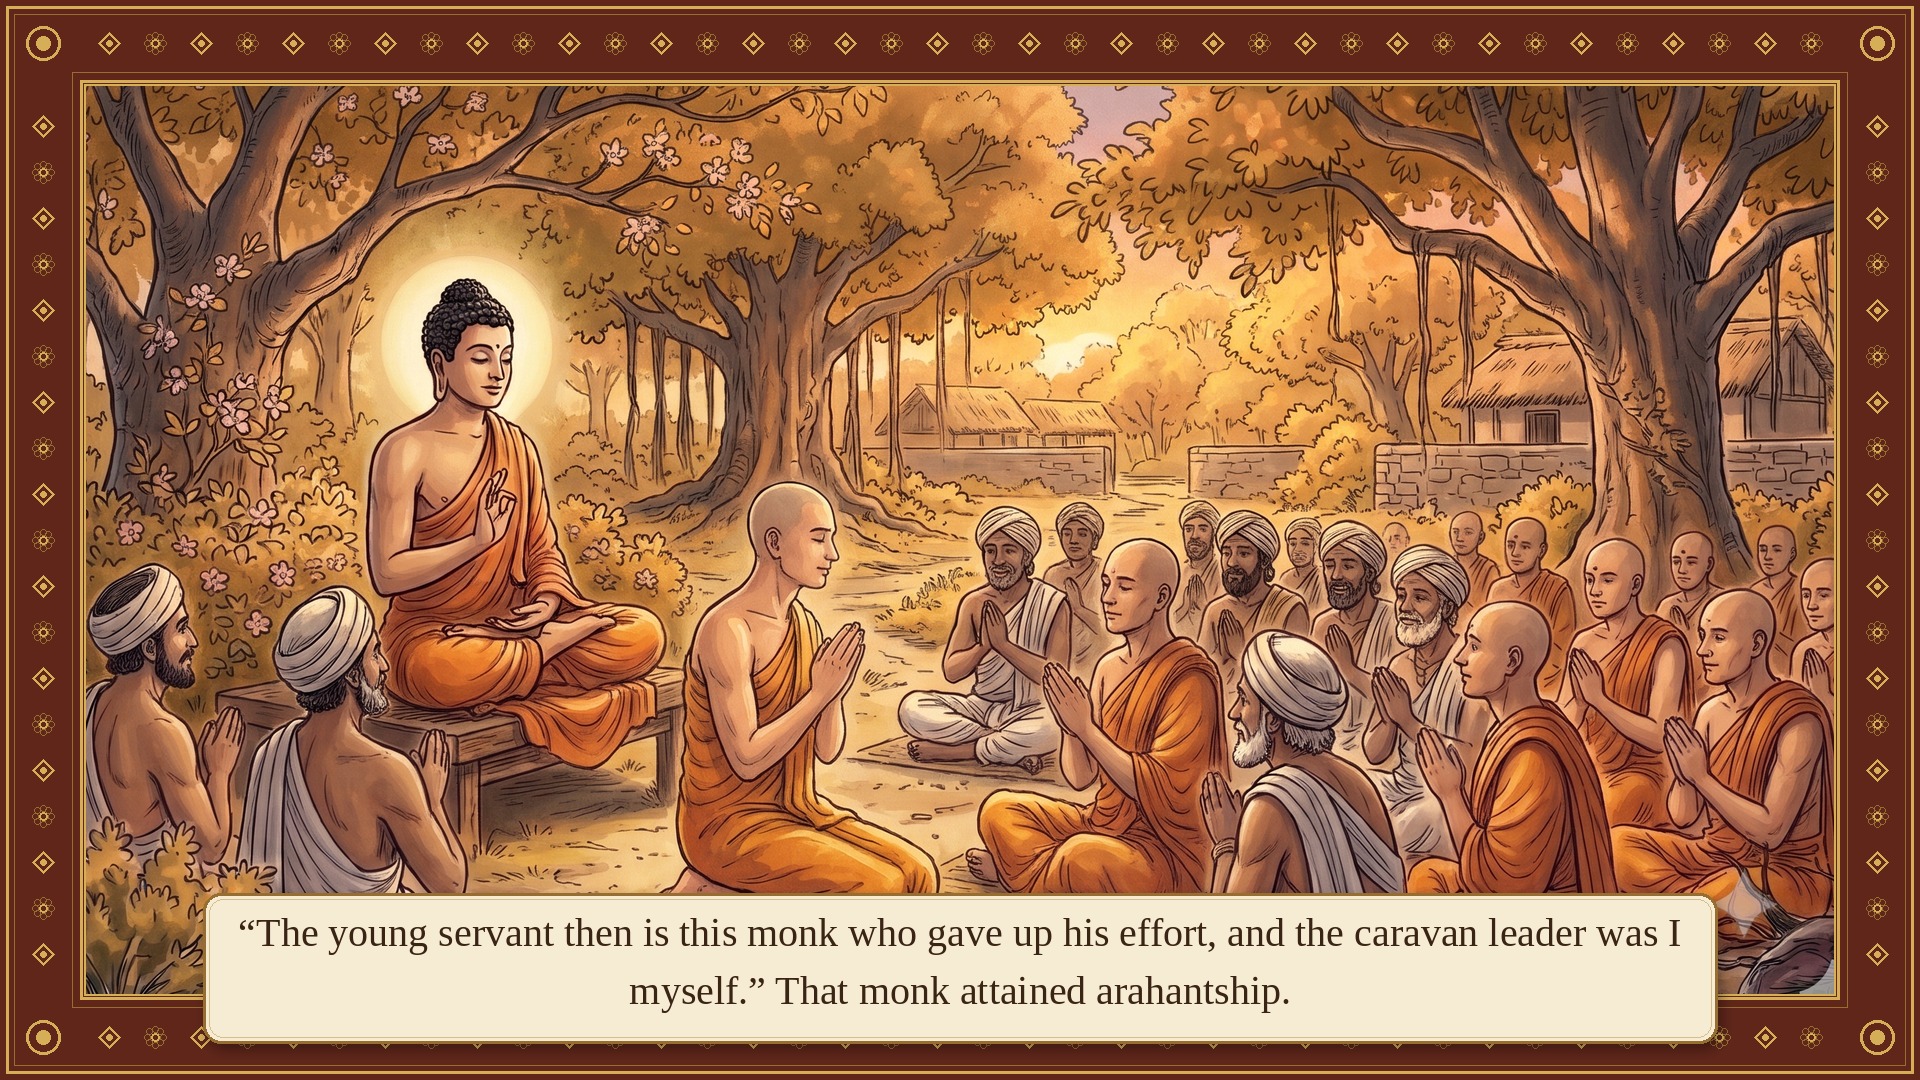 “The young servant then is this monk who gave up his effort, and the caravan leader was I
myself.” That monk attained arahantship.